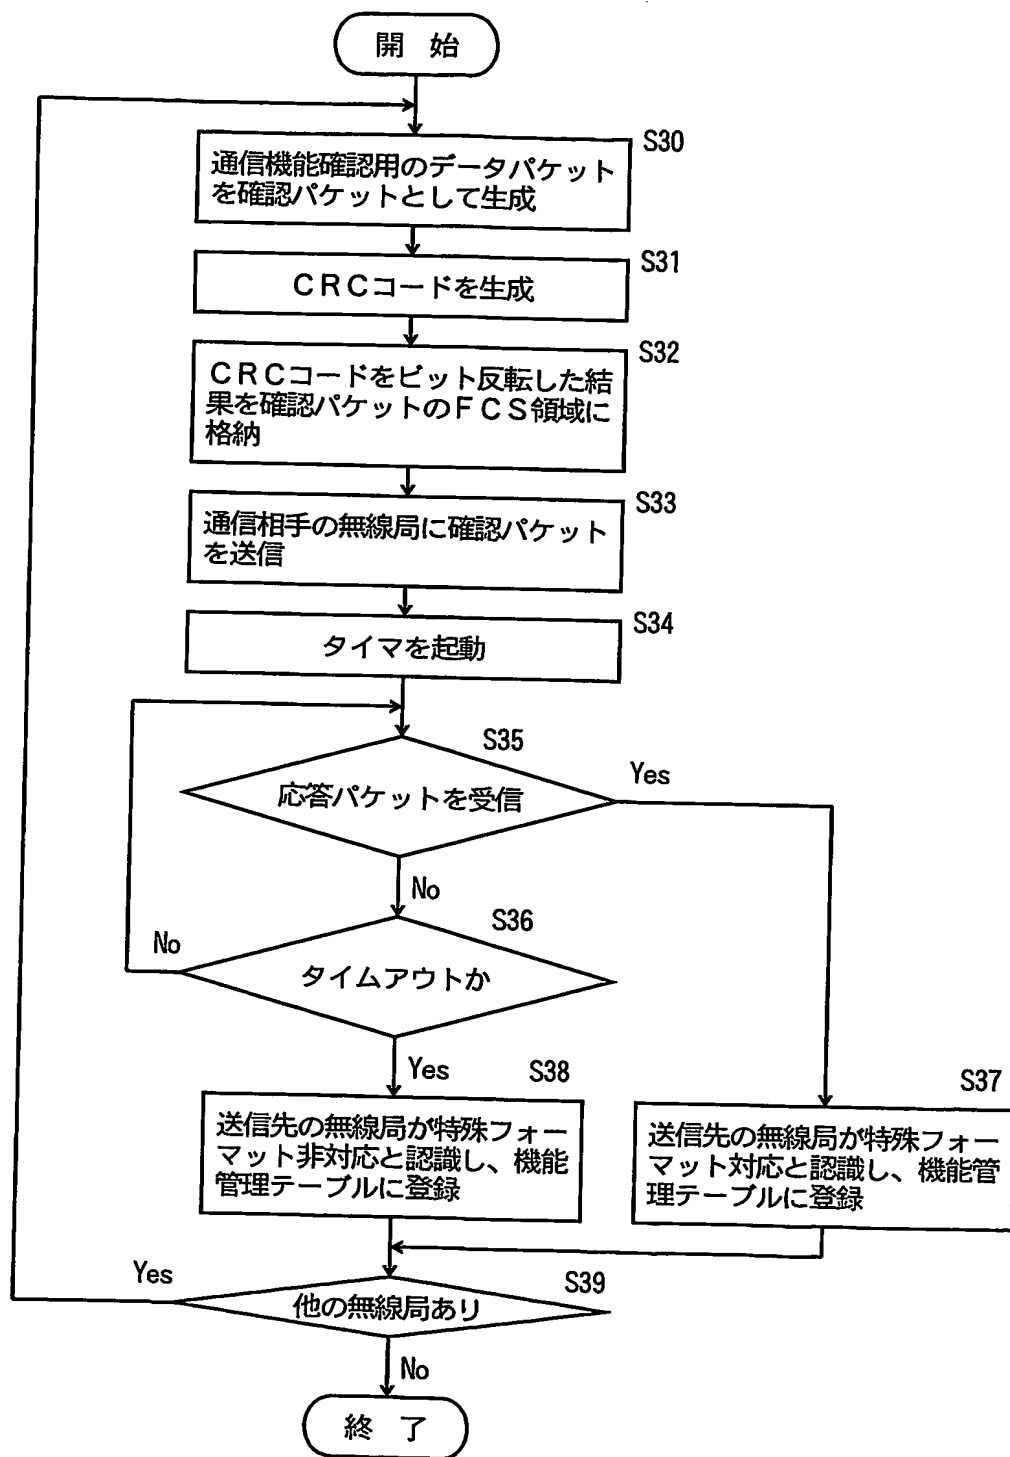 開 始
S30
通信機能確認用のデータパケット
を確認パケットとして生成
S31
CRCコードを生成
S32
CRCコードをビット反転した結
果を確認パケットのFCS領域に
格納
S33
通信相手の無線局に確認パケット
を送信
S34
タイマを起動
S35
応答パケットを受信
Yes
No
S36
タイムアウトか
No
Yes
S38
送信先の無線局が特殊フォー
マット非対応と認識し、機能
管理テーブルに登録
S37
送信先の無線局が特殊フォー
マット対応と認識し、機能管
理テーブルに登録
S39
他の無線局あり
Yes
No
終 了